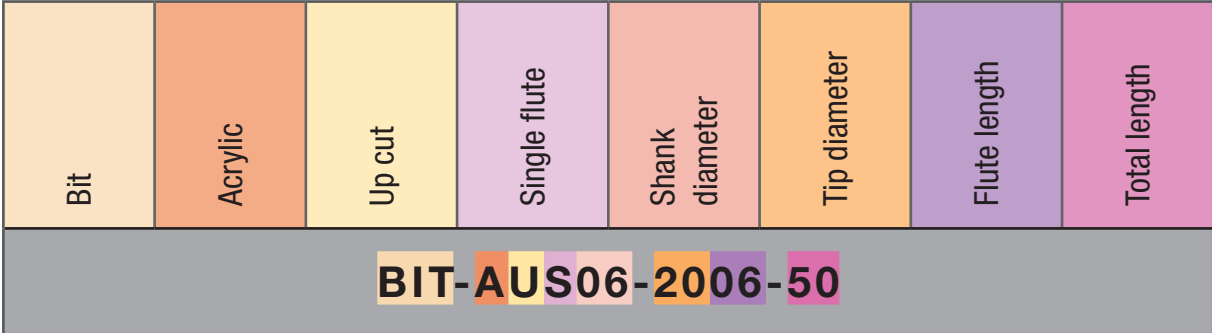 Bit
Acrylic
Up cut
Single flute
Shank
diameter
Tip diameter
Flute length
Total length
BIT-AUS06-2006-50